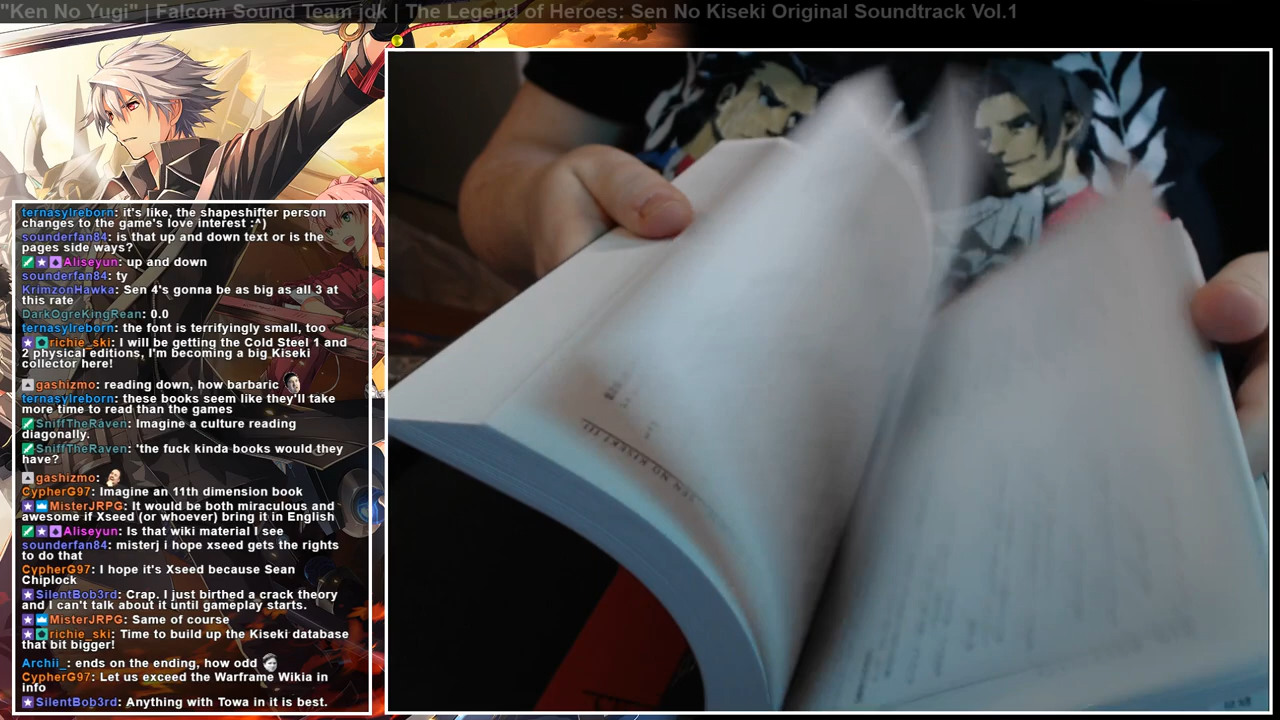 "Ken No Yugi" | Falcom Sound Team jdk | The Legend of Heroes: Sen No Kiseki Original Soundtrack Vol.1
ternasylreborn: it's like, the shapeshifter person
changes to the game's love interest :^)
sounderfan84: is that up and down text or is the
pages side ways?
Aliseyun: up and down
sounderfan84: ty
KrimzonHawka: Sen 4's gonna be as big as all 3 at
this rate
DarkOgreKingRean: 0.0
ternasylreborn: the font is terrifyingly small, too
richie_ski: I will be getting the Cold Steel 1 and
2 physical editions, I'm becoming a big Kiseki
collector here!
gashizmo: reading down, how barbaric
ternasylreborn: these books seem like they'll take
more time to read than the games
SniffTheRaven: Imagine a culture reading
diagonally.
SniffTheRaven: 'the fuck kinda books would they
have?
gashizmo:
CypherG97: Imagine an 11th dimension book
MisterJRPG: It would be both miraculous and
awesome if Xseed (or whoever) bring it in English
Aliseyun: Is that wiki material I see
sounderfan84: misterj i hope xseed gets the rights
to do that
CypherG97: I hope it's Xseed because Sean
Chiplock
SilentBob3rd: Crap. I just birthed a crack theory
and I can't talk about it until gameplay starts.
MisterJRPG: Same of course
richie_ski: Time to build up the Kiseki database
that bit bigger!
Archii_: ends on the ending, how odd
CypherG97: Let us exceed the Warframe Wikia in
info
SilentBob3rd: Anything with Towa in it is best.
SEN NO KISEKI III